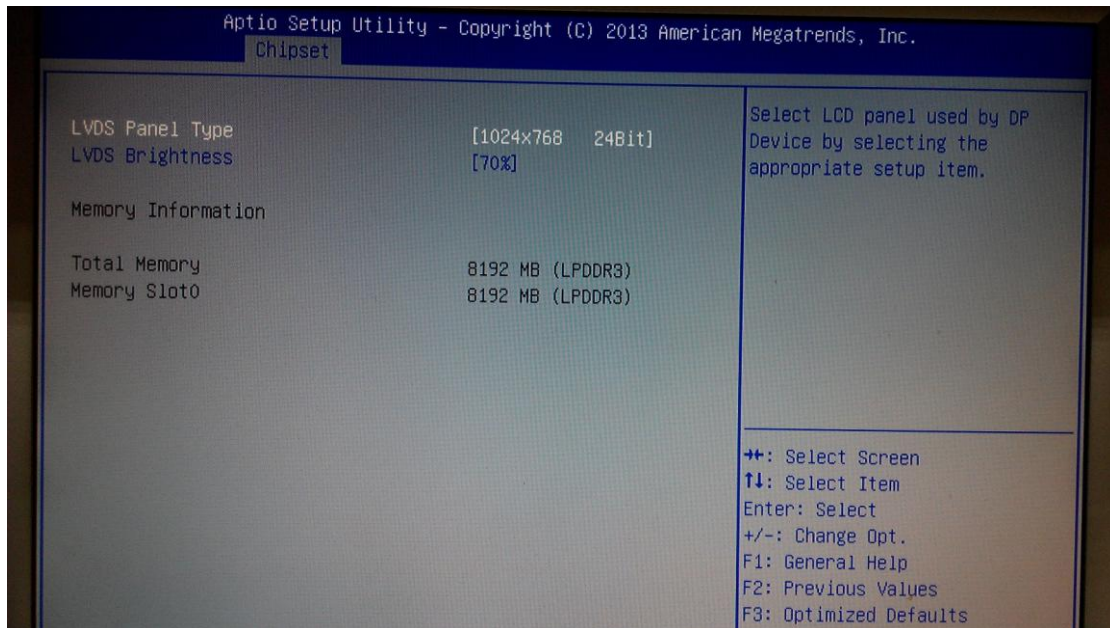 Aptio Setup Utility – Copyright (C) 2013 American Megatrends, Inc.
Chipset
LVDS Panel Type [1024x768 24Bit]
LVDS Brightness [70%]
Memory Information
Total Memory 8192 MB (LPDDR3)
Memory Slot0 8192 MB (LPDDR3)
Select LCD panel used by DP
Device by selecting the
appropriate setup item.
→←: Select Screen
↑↓: Select Item
Enter: Select
+/-: Change Opt.
F1: General Help
F2: Previous Values
F3: Optimized Defaults